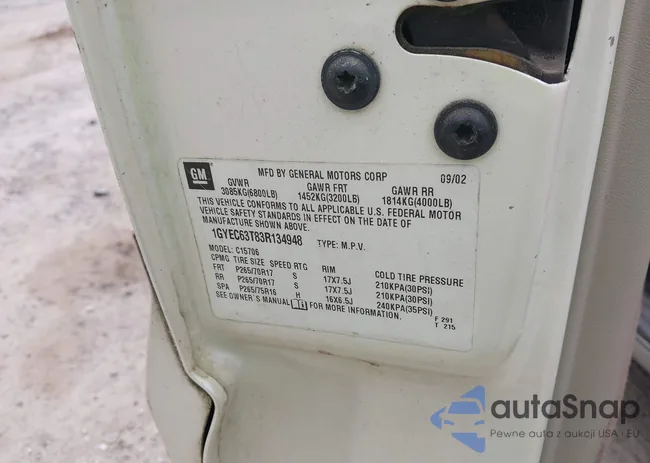 GM
MFD BY GENERAL MOTORS CORP 09/02
GVWR GAWR FRT GAWR RR
3085KG(6800LB) 1452KG(3200LB) 1814KG(4000LB)
THIS VEHICLE CONFORMS TO ALL APPLICABLE U.S. FEDERAL MOTOR
VEHICLE SAFETY STANDARDS IN EFFECT ON THE DATE OF
MANUFACTURE SHOWN ABOVE.
1GYEC63T83R134948 TYPE: M.P.V.
MODEL: C15706
CPMG TIRE SIZE SPEED RTG RIM COLD TIRE PRESSURE
FRT P265/70R17 S 17X7.5J 210KPA(30PSI)
RR P265/70R17 S 17X7.5J 210KPA(30PSI)
SPA P265/75R16 H 16X6.5J 240KPA(35PSI)
SEE OWNER'S MANUAL FOR MORE INFORMATION.
F 291
T 215
autaSnap
Pewne auta z aukcji USA i EU